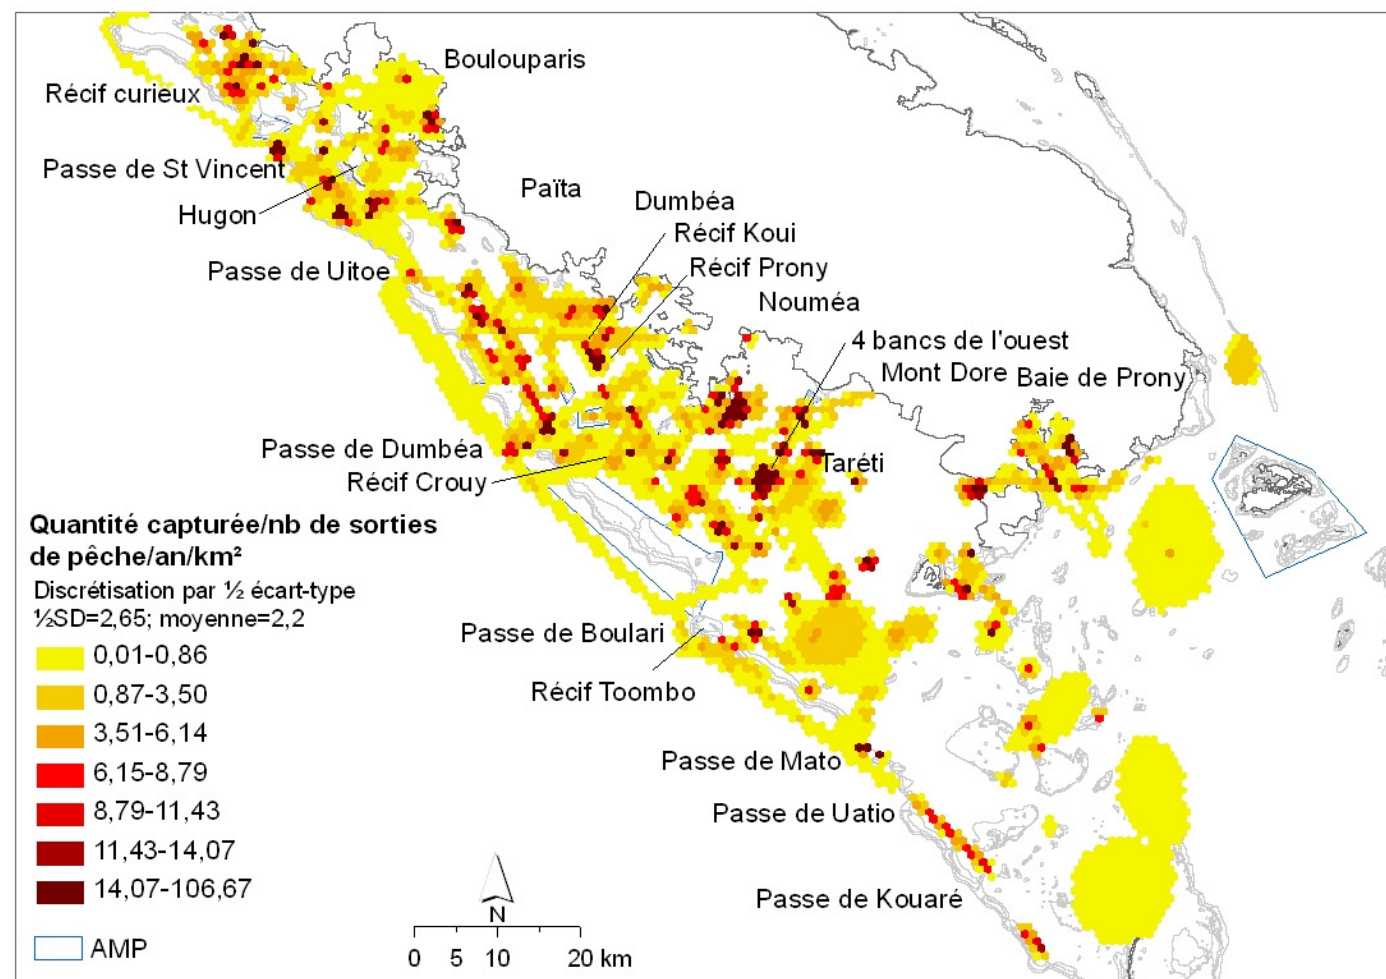 Boulouparis
Récif curieux
Passe de St Vincent
Païta
Hugon
Dumbéa
Récif Koui
Récif Prony
Passe de Uitoe
Nouméa
4 bancs de l'ouest
Mont Dore
Baie de Prony
Passe de Dumbéa
Taréti
Récif Crouy
Quantité capturée/nb de sorties
de pêche/an/km²
Discrétisation par ½ écart-type
½SD=2,65; moyenne=2,2
Passe de Boulari
0,01-0,86
0,87-3,50
Récif Toombo
3,51-6,14
Passe de Mato
6,15-8,79
8,79-11,43
Passe de Uatio
11,43-14,07
14,07-106,67
Passe de Kouaré
N
AMP
0 5 10 20 km